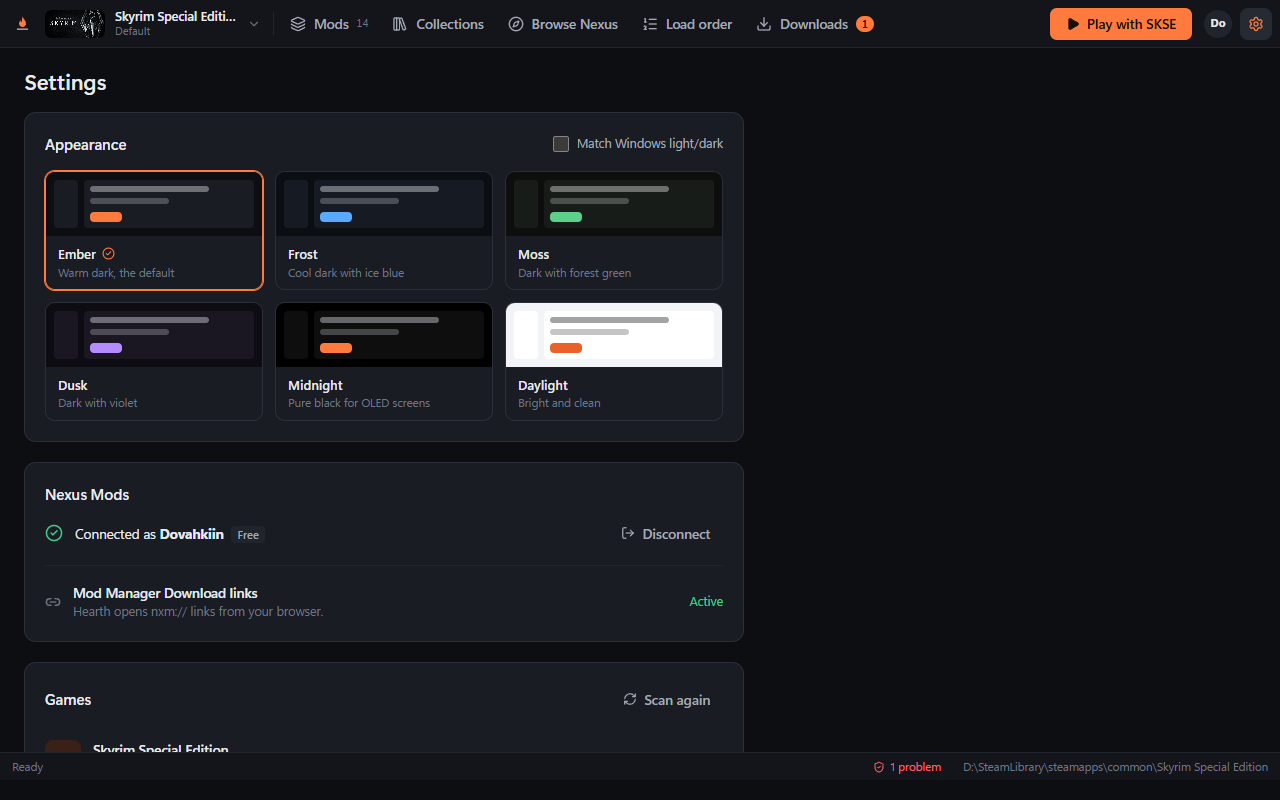 Skyrim Special Editi...
Default
Mods 14
Collections
Browse Nexus
Load order
Downloads 1
Play with SKSE
Do
Settings
Appearance
Match Windows light/dark
Ember
Warm dark, the default
Frost
Cool dark with ice blue
Moss
Dark with forest green
Dusk
Dark with violet
Midnight
Pure black for OLED screens
Daylight
Bright and clean
Nexus Mods
Connected as Dovahkiin Free
Disconnect
Mod Manager Download links
Hearth opens nxm:// links from your browser.
Active
Games
Scan again
Skyrim Special Edition
Ready
1 problem
D:\SteamLibrary\steamapps\common\Skyrim Special Edition